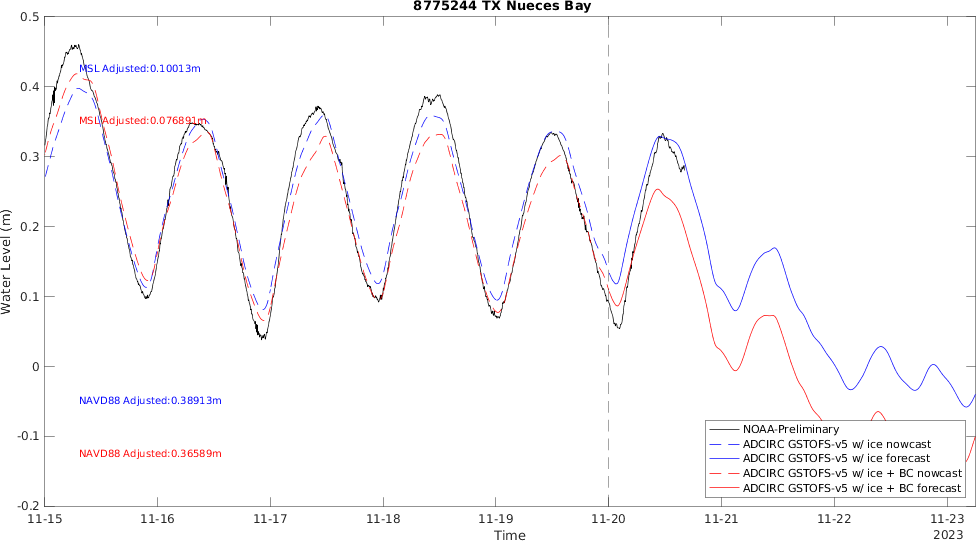 8775244 TX Nueces Bay
0.5
MSL Adjusted:0.10013m
0.4
MSL Adjusted:0.076891m
0.3
0.2
Water Level (m)
0.1
0
NAVD88 Adjusted:0.38913m
-0.1
NAVD88 Adjusted:0.36589m
-0.2
NOAA-Preliminary
ADCIRC GSTOFS-v5 w/ ice nowcast
ADCIRC GSTOFS-v5 w/ ice forecast
ADCIRC GSTOFS-v5 w/ ice + BC nowcast
ADCIRC GSTOFS-v5 w/ ice + BC forecast
11-15 11-16 11-17 11-18 11-19 11-20 11-21 11-22 11-23
Time
2023